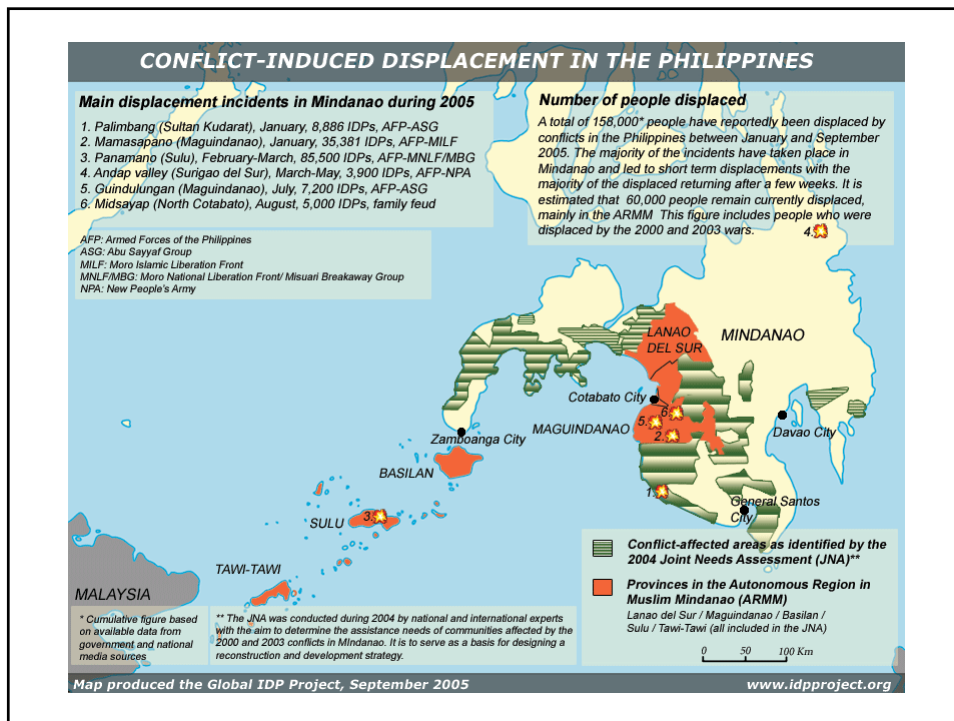 CONFLICT-INDUCED DISPLACEMENT IN THE PHILIPPINES
Main displacement incidents in Mindanao during 2005
1. Palimbang (Sultan Kudarat), January, 8,886 IDPs, AFP-ASG
2. Mamasapano (Maguindanao), January, 35,381 IDPs, AFP-MILF
3. Panamano (Sulu), February-March, 85,500 IDPs, AFP-MNLF/MBG
4. Andap valley (Surigao del Sur), March-May, 3,900 IDPs, AFP-NPA
5. Guindulungan (Maguindanao), July, 7,200 IDPs, AFP-ASG
6. Midsayap (North Cotabato), August, 5,000 IDPs, family feud
AFP: Armed Forces of the Philippines
ASG: Abu Sayyaf Group
MILF: Moro Islamic Liberation Front
MNLF/MBG: Moro National Liberation Front/ Misuari Breakaway Group
NPA: New People's Army
Number of people displaced
A total of 158,000* people have reportedly been displaced by
conflicts in the Philippines between January and September
2005. The majority of the incidents have taken place in
Mindanao and led to short term displacements with the
majority of the displaced returning after a few weeks. It is
estimated that 60,000 people remain currently displaced,
mainly in the ARMM This figure includes people who were
displaced by the 2000 and 2003 wars.
4.
LANAO
DEL SUR
MINDANAO
Cotabato City
6.
5.
MAGUINDANAO
2.
Davao City
Zamboanga City
BASILAN
1.
General Santos
City
3.
SULU
TAWI-TAWI
MALAYSIA
Conflict-affected areas as identified by the
2004 Joint Needs Assessment (JNA)**
Provinces in the Autonomous Region in
Muslim Mindanao (ARMM)
Lanao del Sur / Maguindanao / Basilan /
Sulu / Tawi-Tawi (all included in the JNA)
0 50 100 Km
* Cumulative figure based
on available data from
government and national
media sources
** The JNA was conducted during 2004 by national and international experts
with the aim to determine the assistance needs of communities affected by the
2000 and 2003 conflicts in MIndanao. It is to serve as a basis for designing a
reconstruction and development strategy.
Map produced the Global IDP Project, September 2005
www.idpproject.org